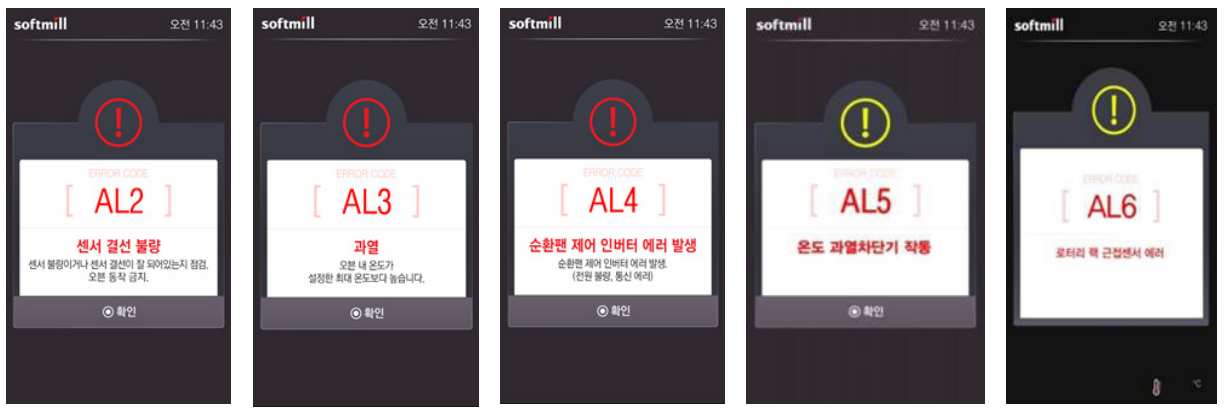 softmill 오전 11:43
ERROR CODE
[ AL2 ]
센서 결선 불량
센서 불량이거나 센서 결선이 잘 되어있는지 점검.
오븐 동작 금지.
확인
softmill 오전 11:43
ERROR CODE
[ AL3 ]
과열
오븐 내 온도가
설정한 최대 온도보다 높습니다.
확인
softmill 오전 11:43
ERROR CODE
[ AL4 ]
순환팬 제어 인버터 에러 발생
순환팬 제어 인버터 에러 발생.
(전원 불량, 통신 에러)
확인
softmill 오전 11:43
ERROR CODE
[ AL5 ]
온도 과열차단기 작동
확인
softmill 오전 11:43
ERROR CODE
[ AL6 ]
로터리 랙 근접센서 에러
℃